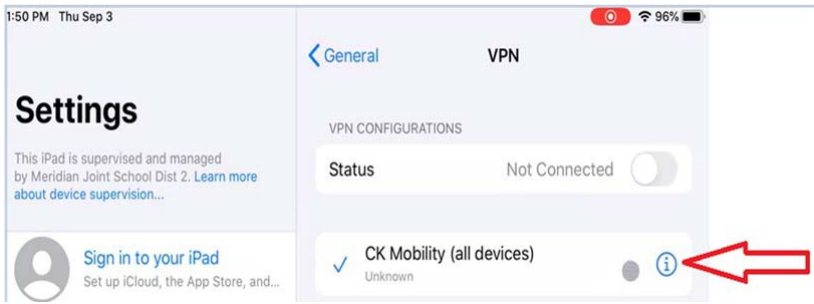 1:50 PM Thu Sep 3
96%
Settings
This iPad is supervised and managed
by Meridian Joint School Dist 2. Learn more
about device supervision...
Sign in to your iPad
Set up iCloud, the App Store, and...
General
VPN
VPN CONFIGURATIONS
Status Not Connected
CK Mobility (all devices)
Unknown